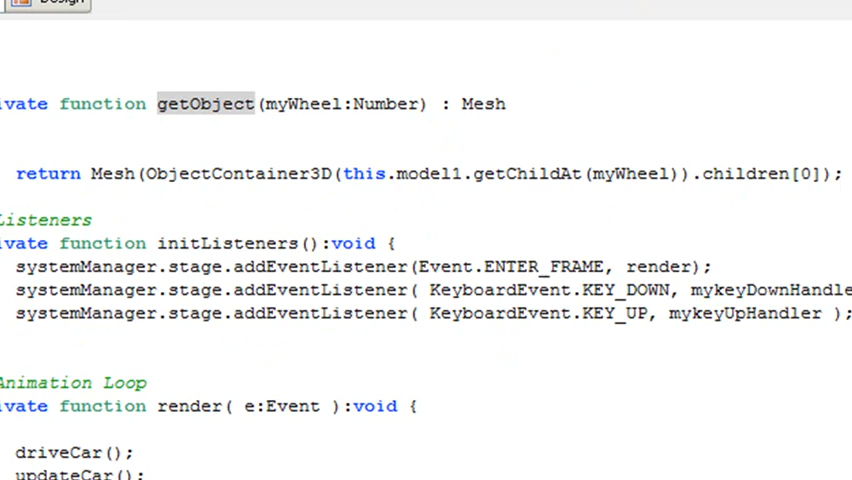 Design
ivate function getObject(myWheel:Number) : Mesh
return Mesh(ObjectContainer3D(this.model1.getChildAt(myWheel)).children[0]);
Listeners
ivate function initListeners():void {
systemManager.stage.addEventListener(Event.ENTER_FRAME, render);
systemManager.stage.addEventListener( KeyboardEvent.KEY_DOWN, mykeyDownHandle
systemManager.stage.addEventListener( KeyboardEvent.KEY_UP, mykeyUpHandler );
Animation Loop
ivate function render( e:Event ):void {
driveCar();
updateCar();